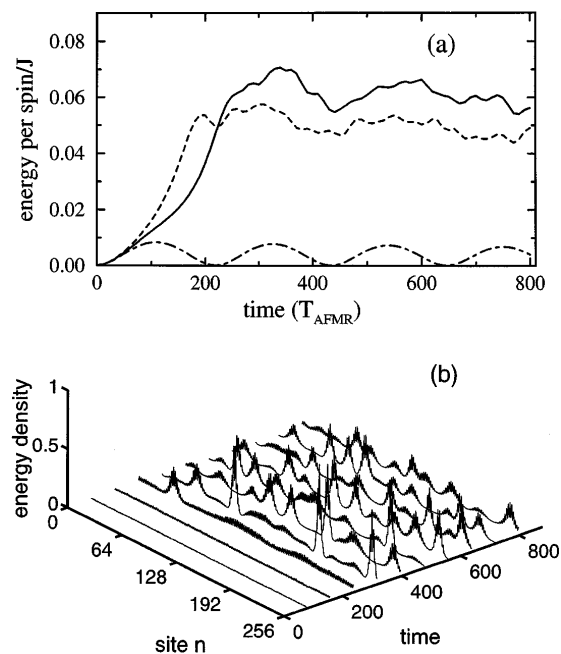 (a)
energy per spin/J
0.08
0.06
0.04
0.02
0.00
0 200 400 600 800
time (T_AFMR)
(b)
energy density
1
0.5
0
0
64
128
192
256
site n
0
200
400
600
800
time